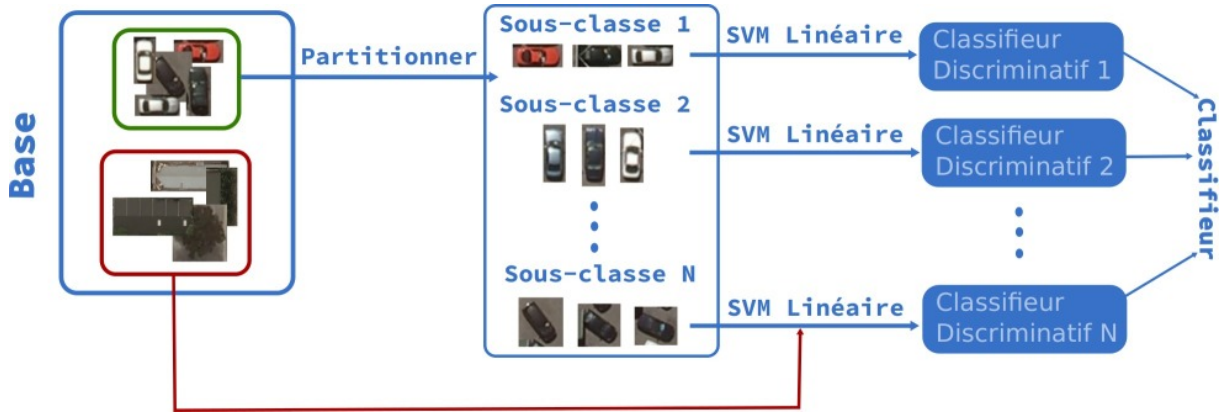 Base
Partitionner
Sous-classe 1
Sous-classe 2
Sous-classe N
SVM Linéaire
SVM Linéaire
SVM Linéaire
Classifieur
Discriminatif 1
Classifieur
Discriminatif 2
Classifieur
Discriminatif N
Classifieur